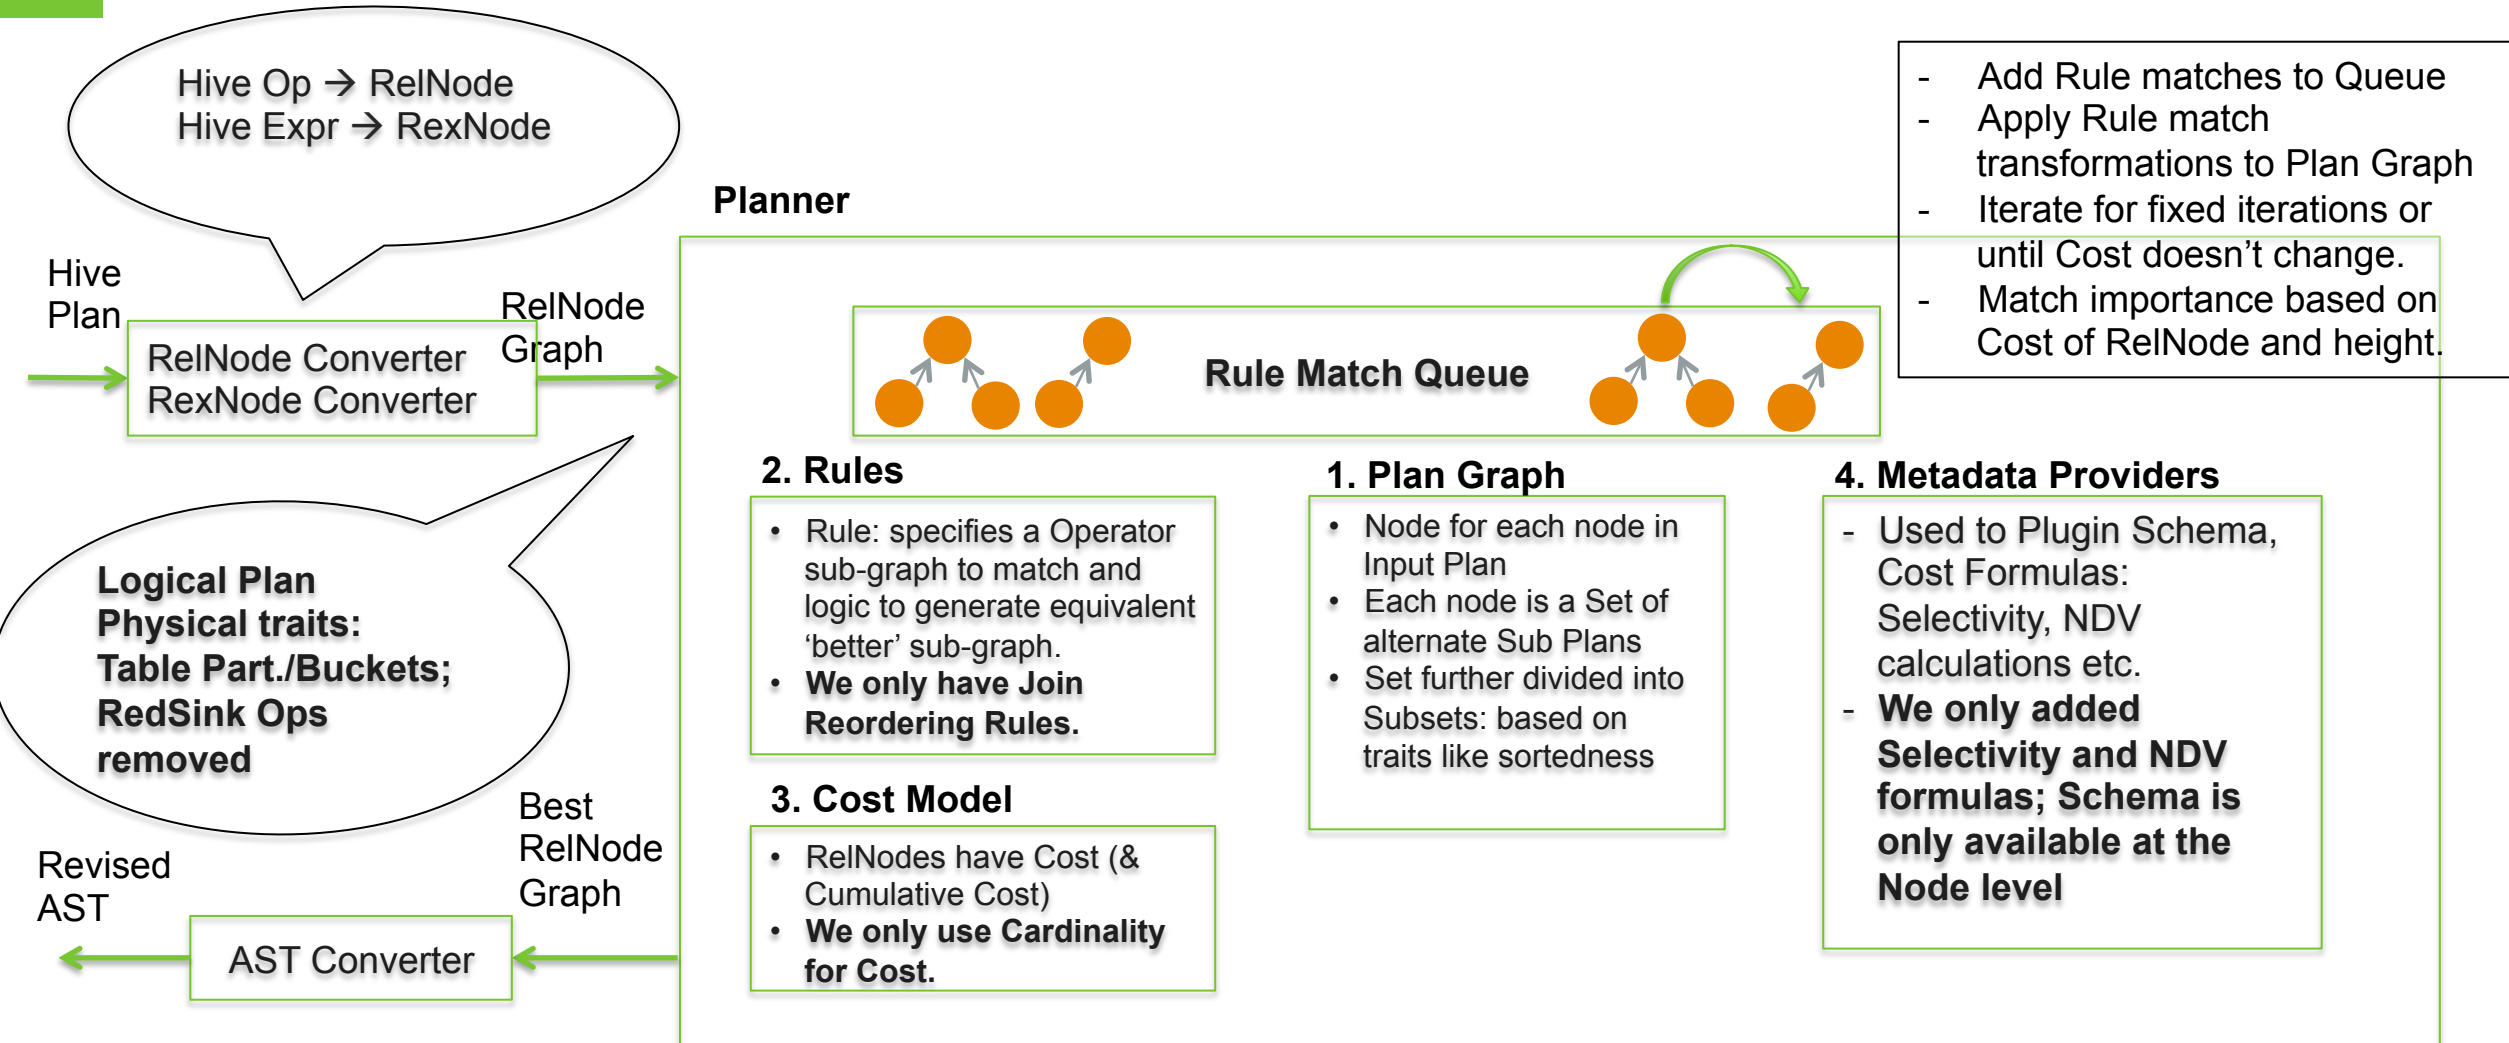 Hive Op → RelNode
Hive Expr → RexNode
- Add Rule matches to Queue
- Apply Rule match
transformations to Plan Graph
- Iterate for fixed iterations or
until Cost doesn’t change.
- Match importance based on
Cost of RelNode and height.
Planner
Hive
Plan
RelNode
Graph
RelNode Converter
RexNode Converter
Rule Match Queue
2. Rules
• Rule: specifies a Operator
sub-graph to match and
logic to generate equivalent
‘better’ sub-graph.
• We only have Join
Reordering Rules.
1. Plan Graph
• Node for each node in
Input Plan
• Each node is a Set of
alternate Sub Plans
• Set further divided into
Subsets: based on
traits like sortedness
4. Metadata Providers
- Used to Plugin Schema,
Cost Formulas:
Selectivity, NDV
calculations etc.
- We only added
Selectivity and NDV
formulas; Schema is
only available at the
Node level
Logical Plan
Physical traits:
Table Part./Buckets;
RedSink Ops
removed
3. Cost Model
• RelNodes have Cost (&
Cumulative Cost)
• We only use Cardinality
for Cost.
Best
RelNode
Graph
Revised
AST
AST Converter